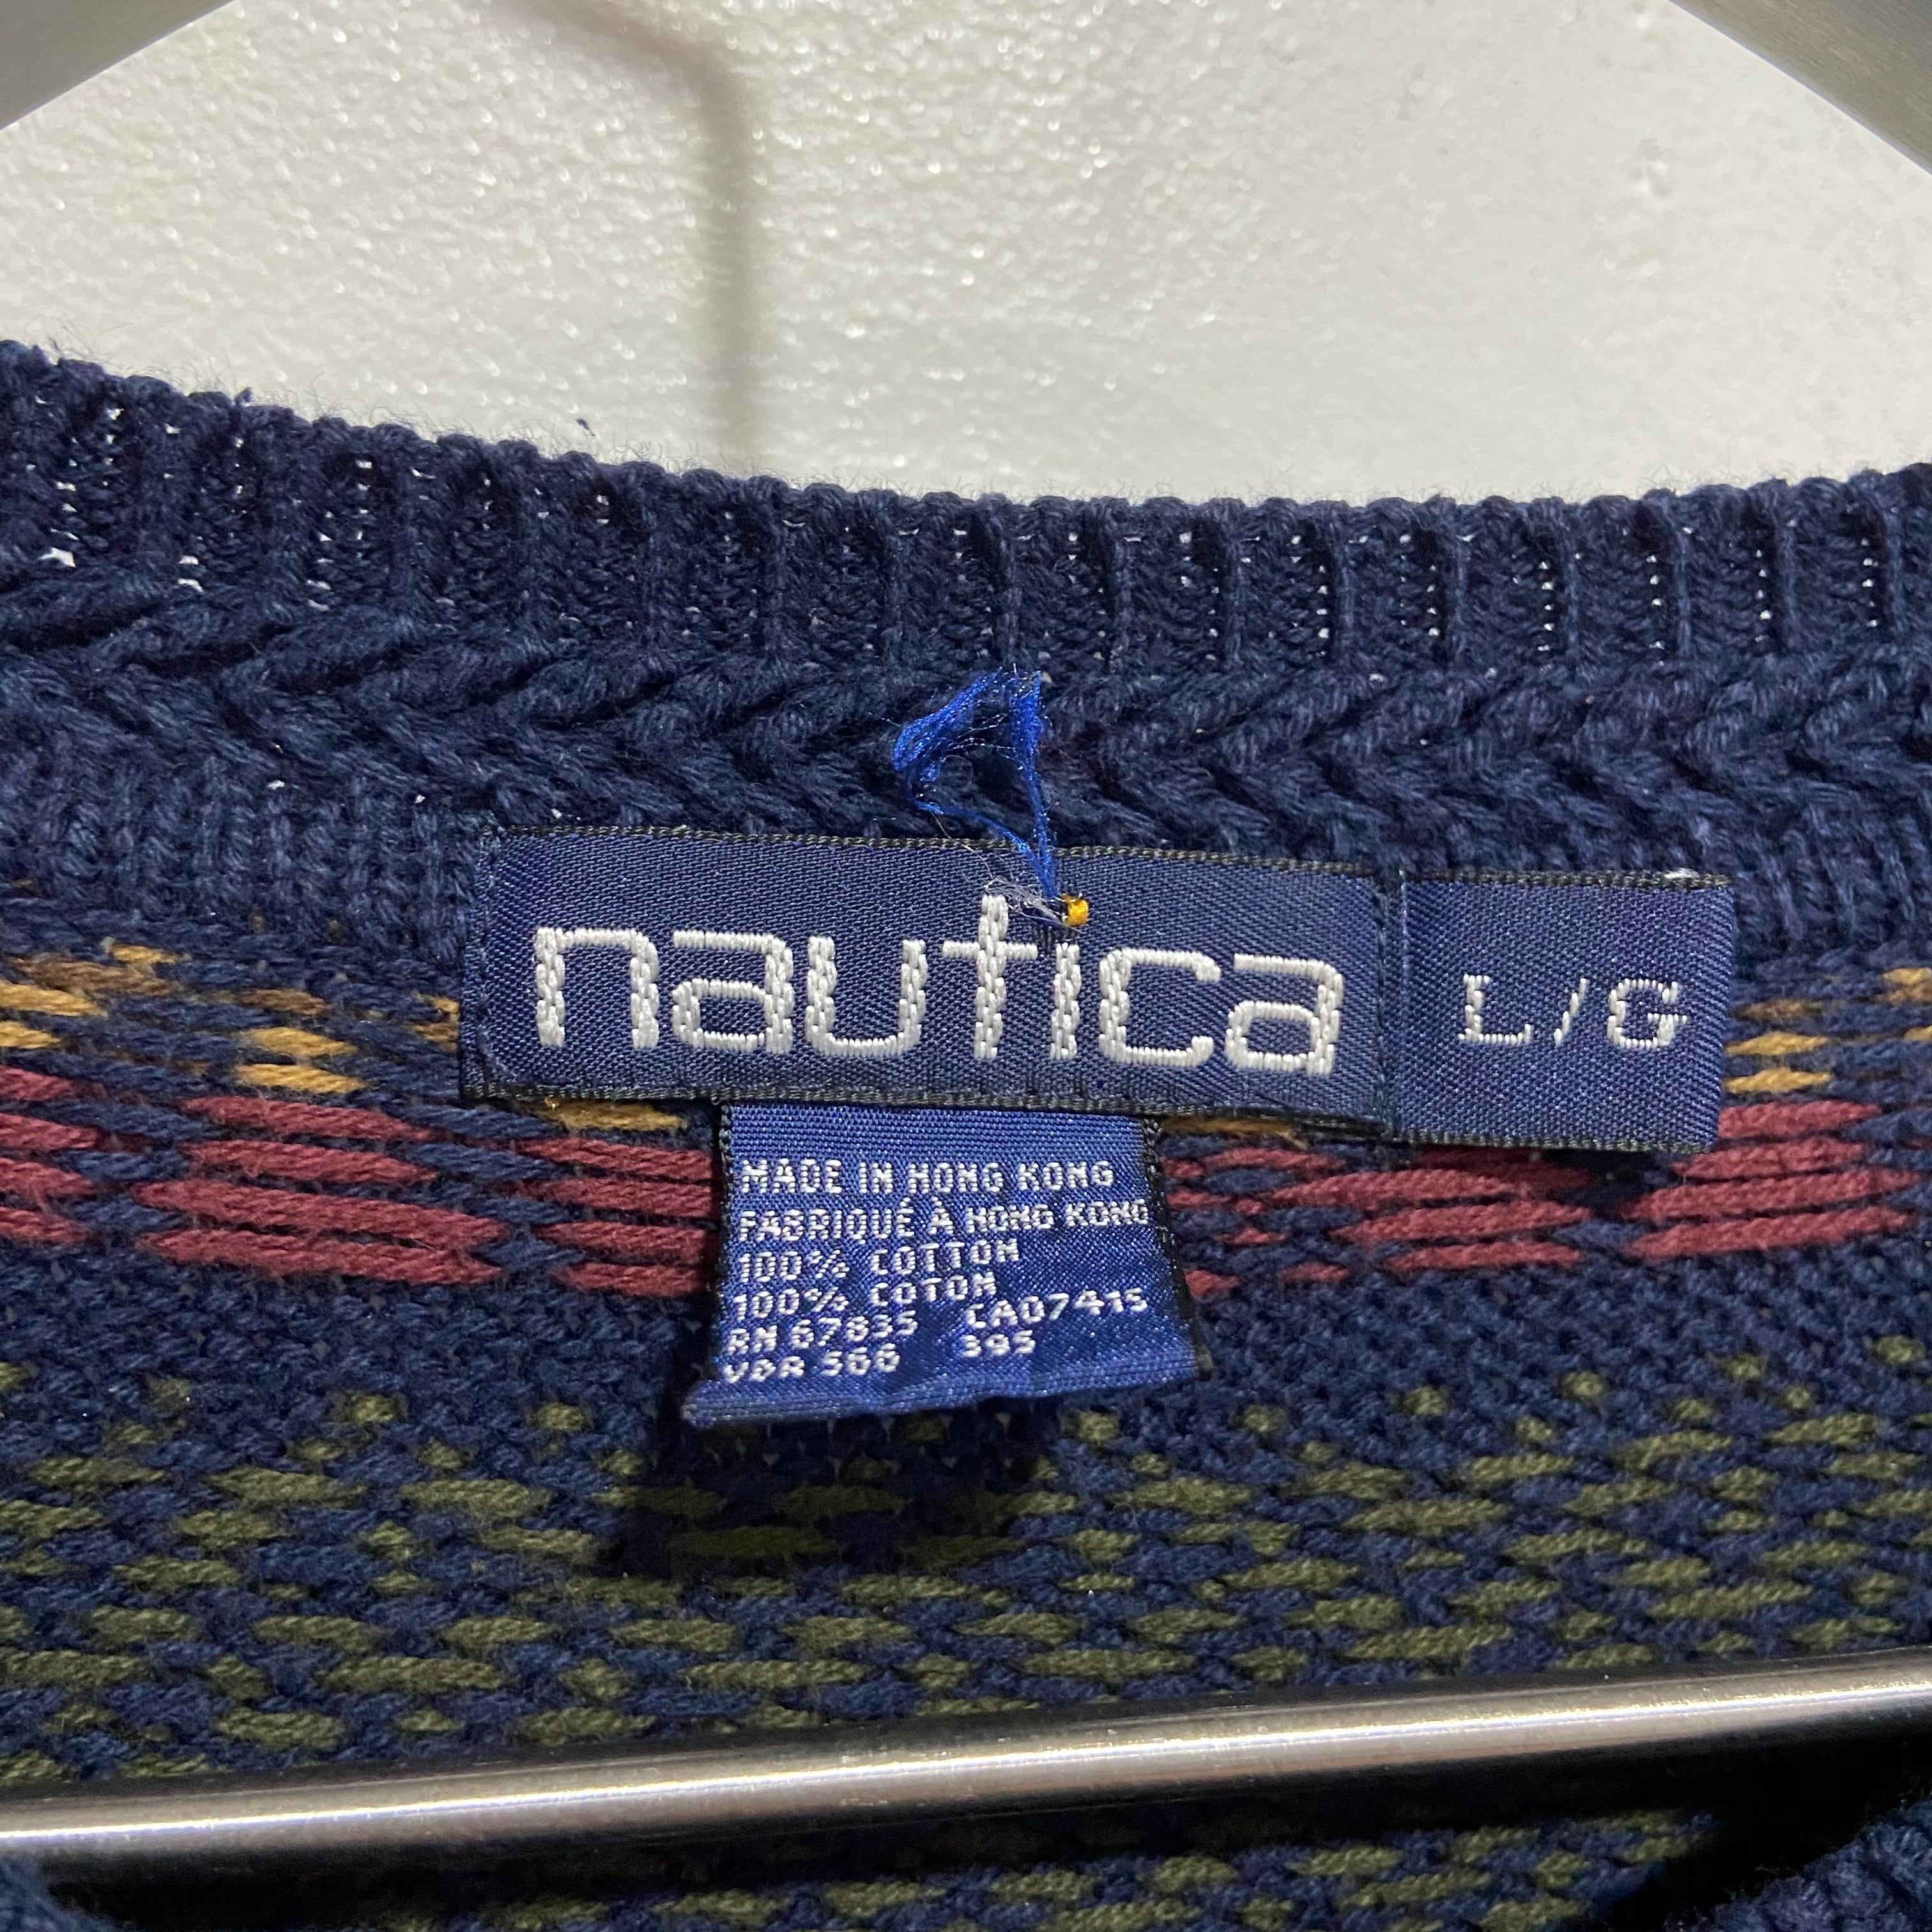 nautica
L/G
MADE IN HONG KONG
FABRIQUÉ À HONG KONG
100% COTTON
100% COTON
RN 67835 CA07415
VDR 566 395